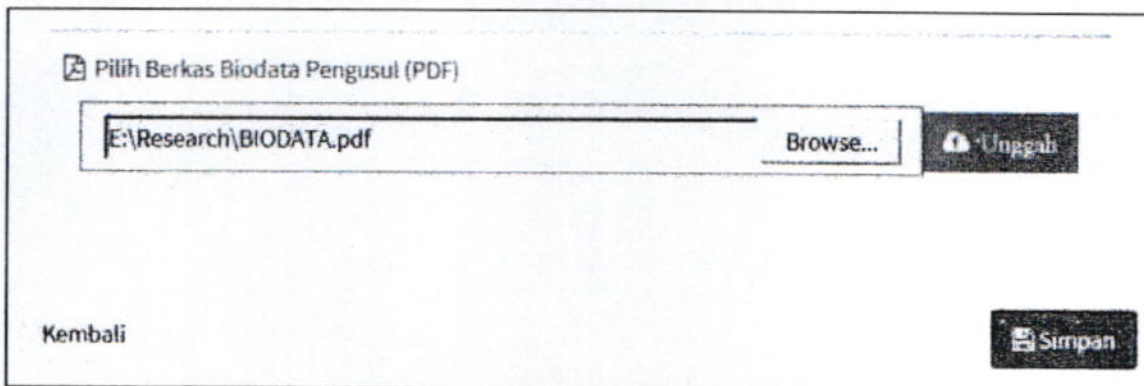 Pilih Berkas Biodata Pengusul (PDF)
E:\Research\BIODATA.pdf Browse... Unggah
Kembali Simpan